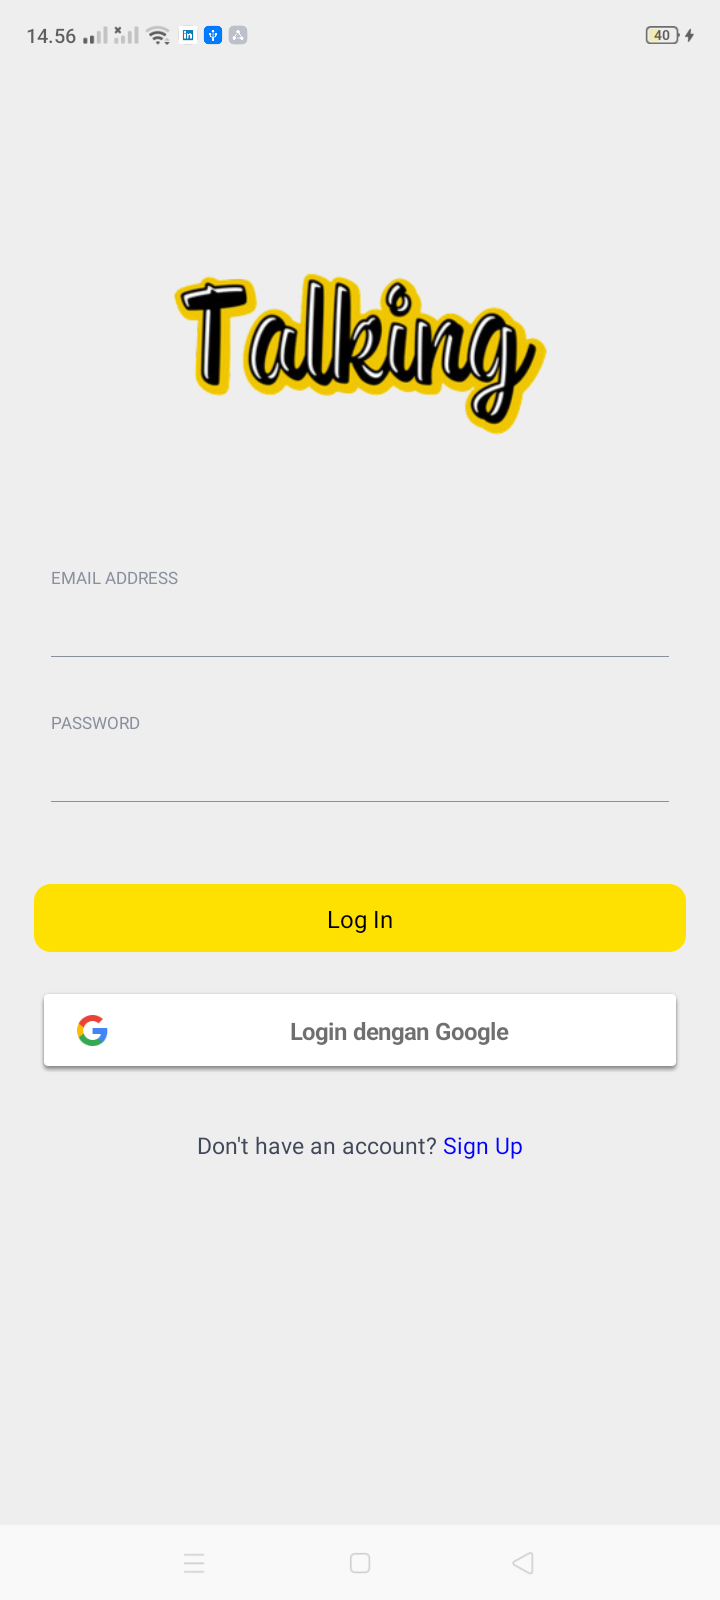 14.56
40
Talking
EMAIL ADDRESS
PASSWORD
Log In
Login dengan Google
Don't have an account? Sign Up